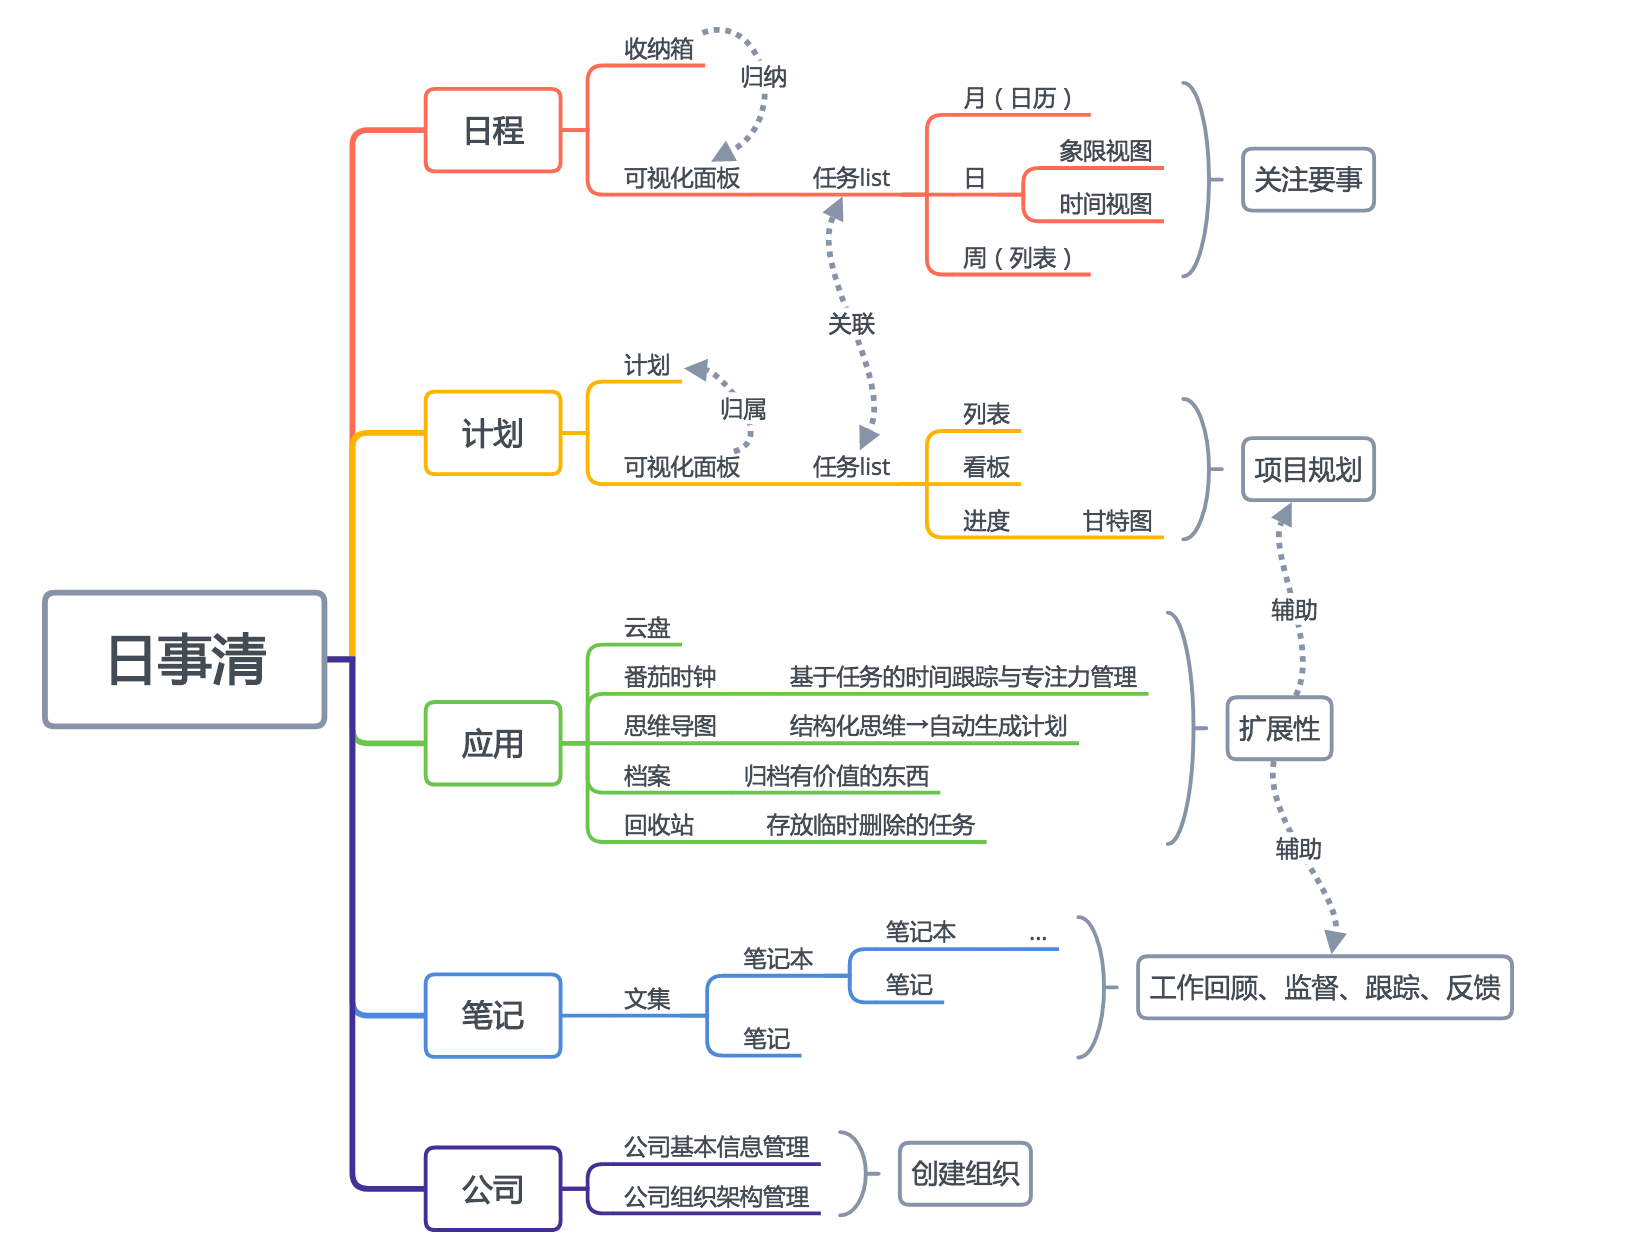 日事清
日程
收纳箱
归纳
可视化面板
任务list
月（日历）
日
象限视图
时间视图
周（列表）
关注要事
关联
计划
计划
归属
可视化面板
任务list
列表
看板
进度
甘特图
项目规划
辅助
应用
云盘
番茄时钟
基于任务的时间跟踪与专注力管理
思维导图
结构化思维→自动生成计划
档案
归档有价值的东西
回收站
存放临时删除的任务
扩展性
辅助
笔记
文集
笔记本
笔记本
...
笔记
笔记
工作回顾、监督、跟踪、反馈
公司
公司基本信息管理
公司组织架构管理
创建组织